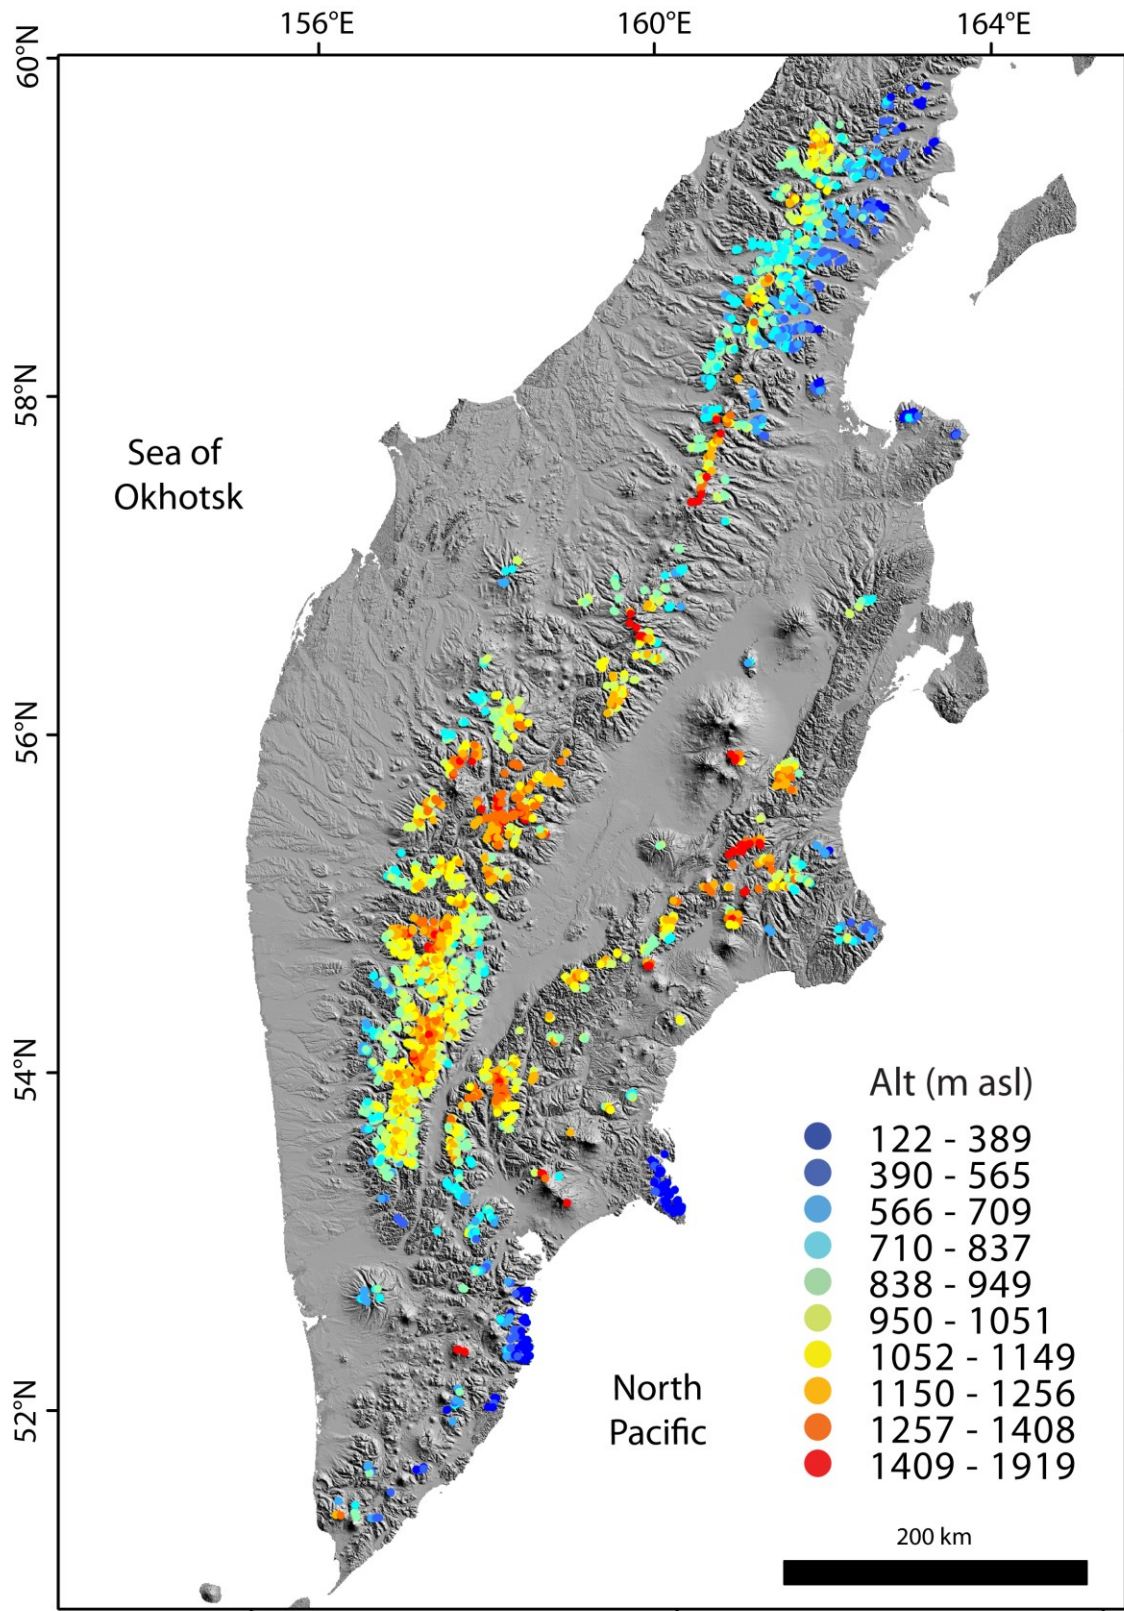 156°E
160°E
164°E
60°N
58°N
56°N
54°N
52°N
Sea of
Okhotsk
North
Pacific
Alt (m asl)
122 - 389
390 - 565
566 - 709
710 - 837
838 - 949
950 - 1051
1052 - 1149
1150 - 1256
1257 - 1408
1409 - 1919
200 km